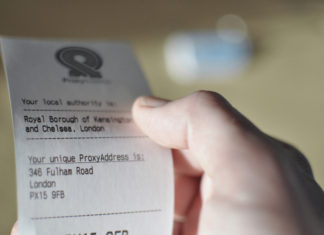 ProxyAddress
Your local authority is:
Royal Borough of Kensington
and Chelsea, London
Your unique ProxyAddress is:
346 Fulham Road
London
PX15 9FB